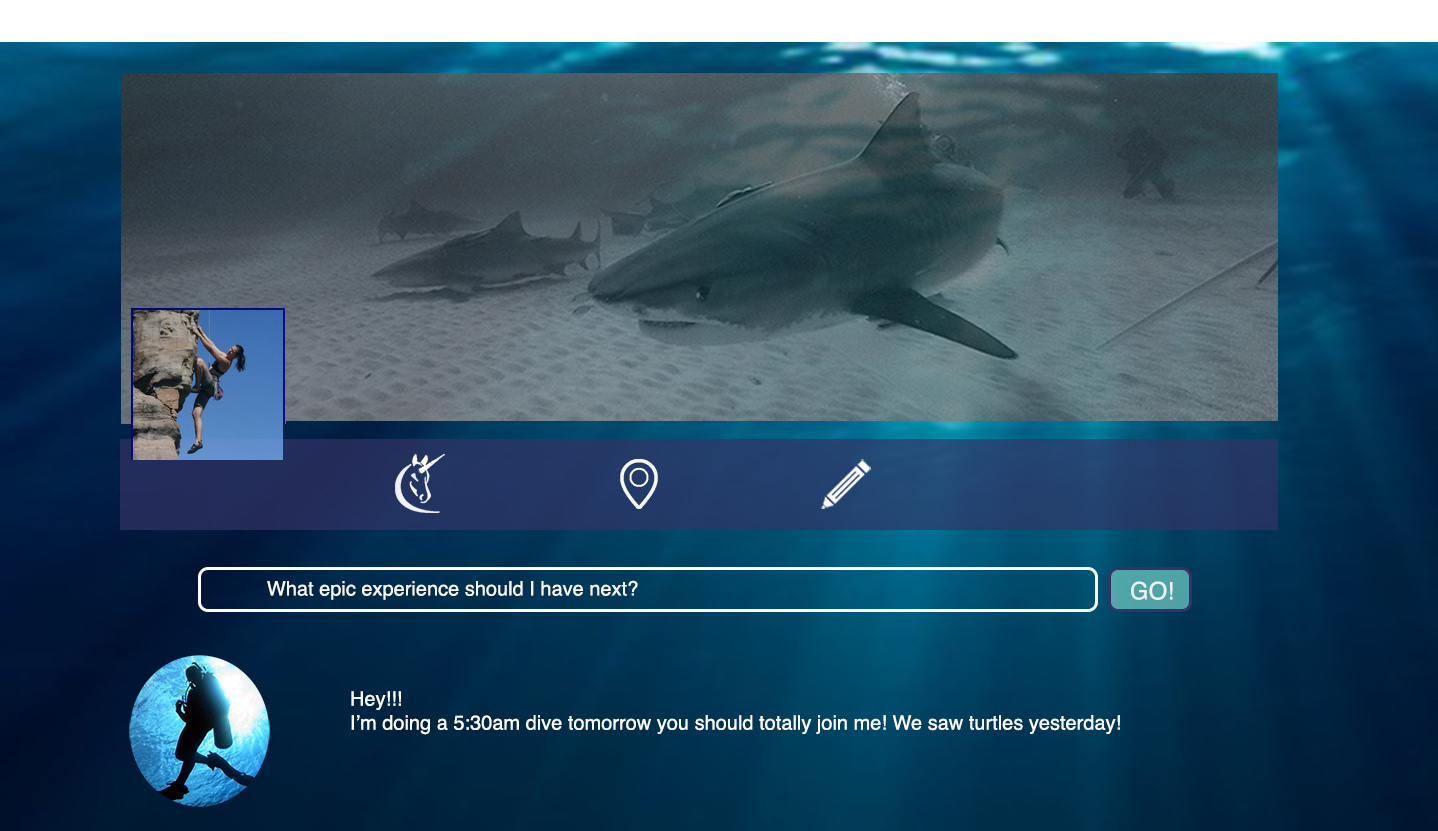 What epic experience should I have next?
GO!
Hey!!!
I’m doing a 5:30am dive tomorrow you should totally join me! We saw turtles yesterday!